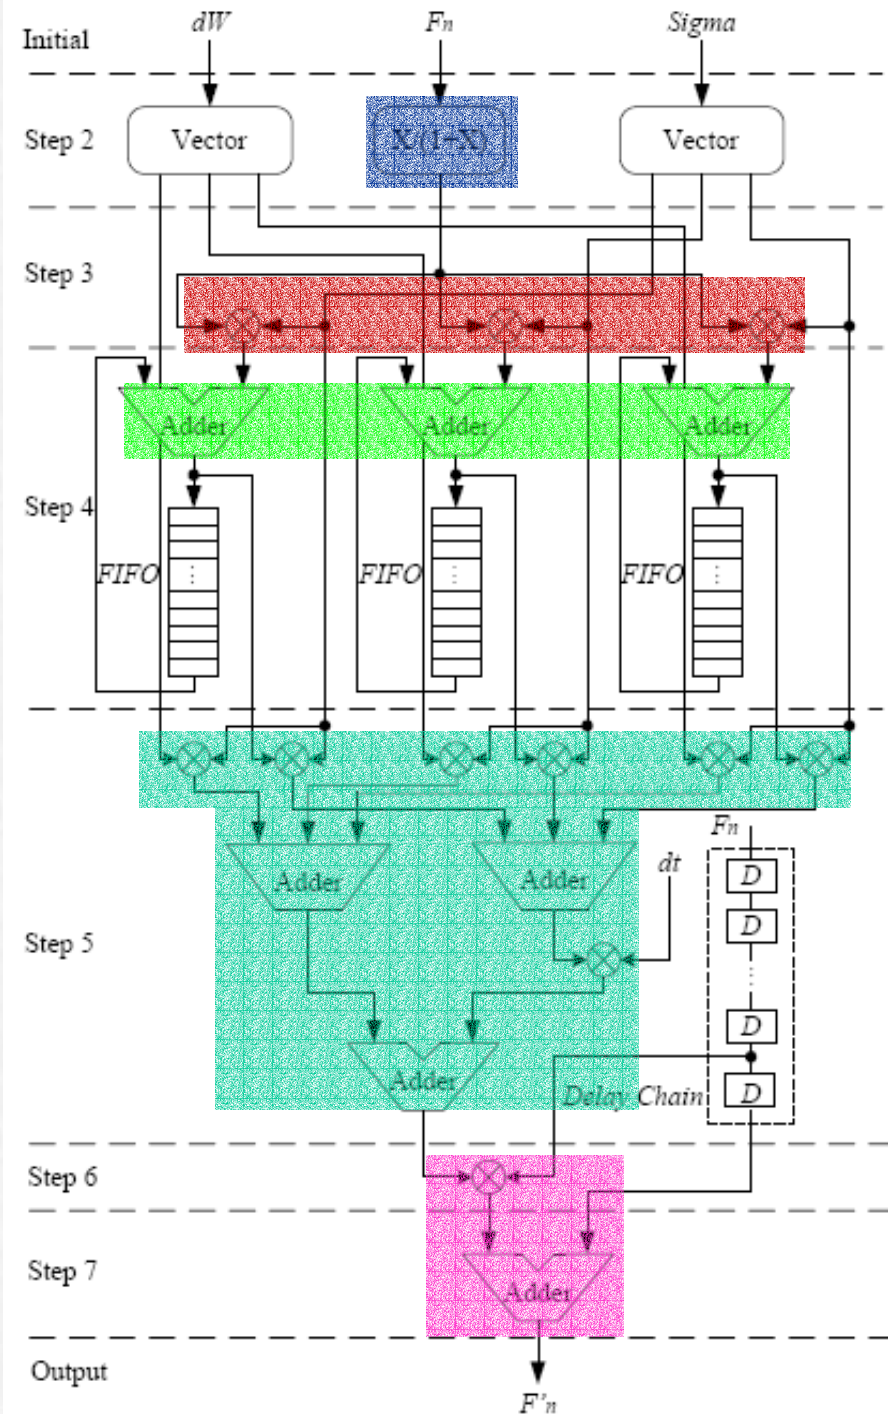 dW Fn Sigma
Initial
Step 2 Vector X/(1+X) Vector
Step 3
Adder Adder Adder
Step 4
FIFO FIFO FIFO
⋮ ⋮ ⋮
Fn
dt
Adder Adder D
D
Step 5
⋮
D
Adder Delay Chain D
Step 6
Step 7
Adder
Output
F'n